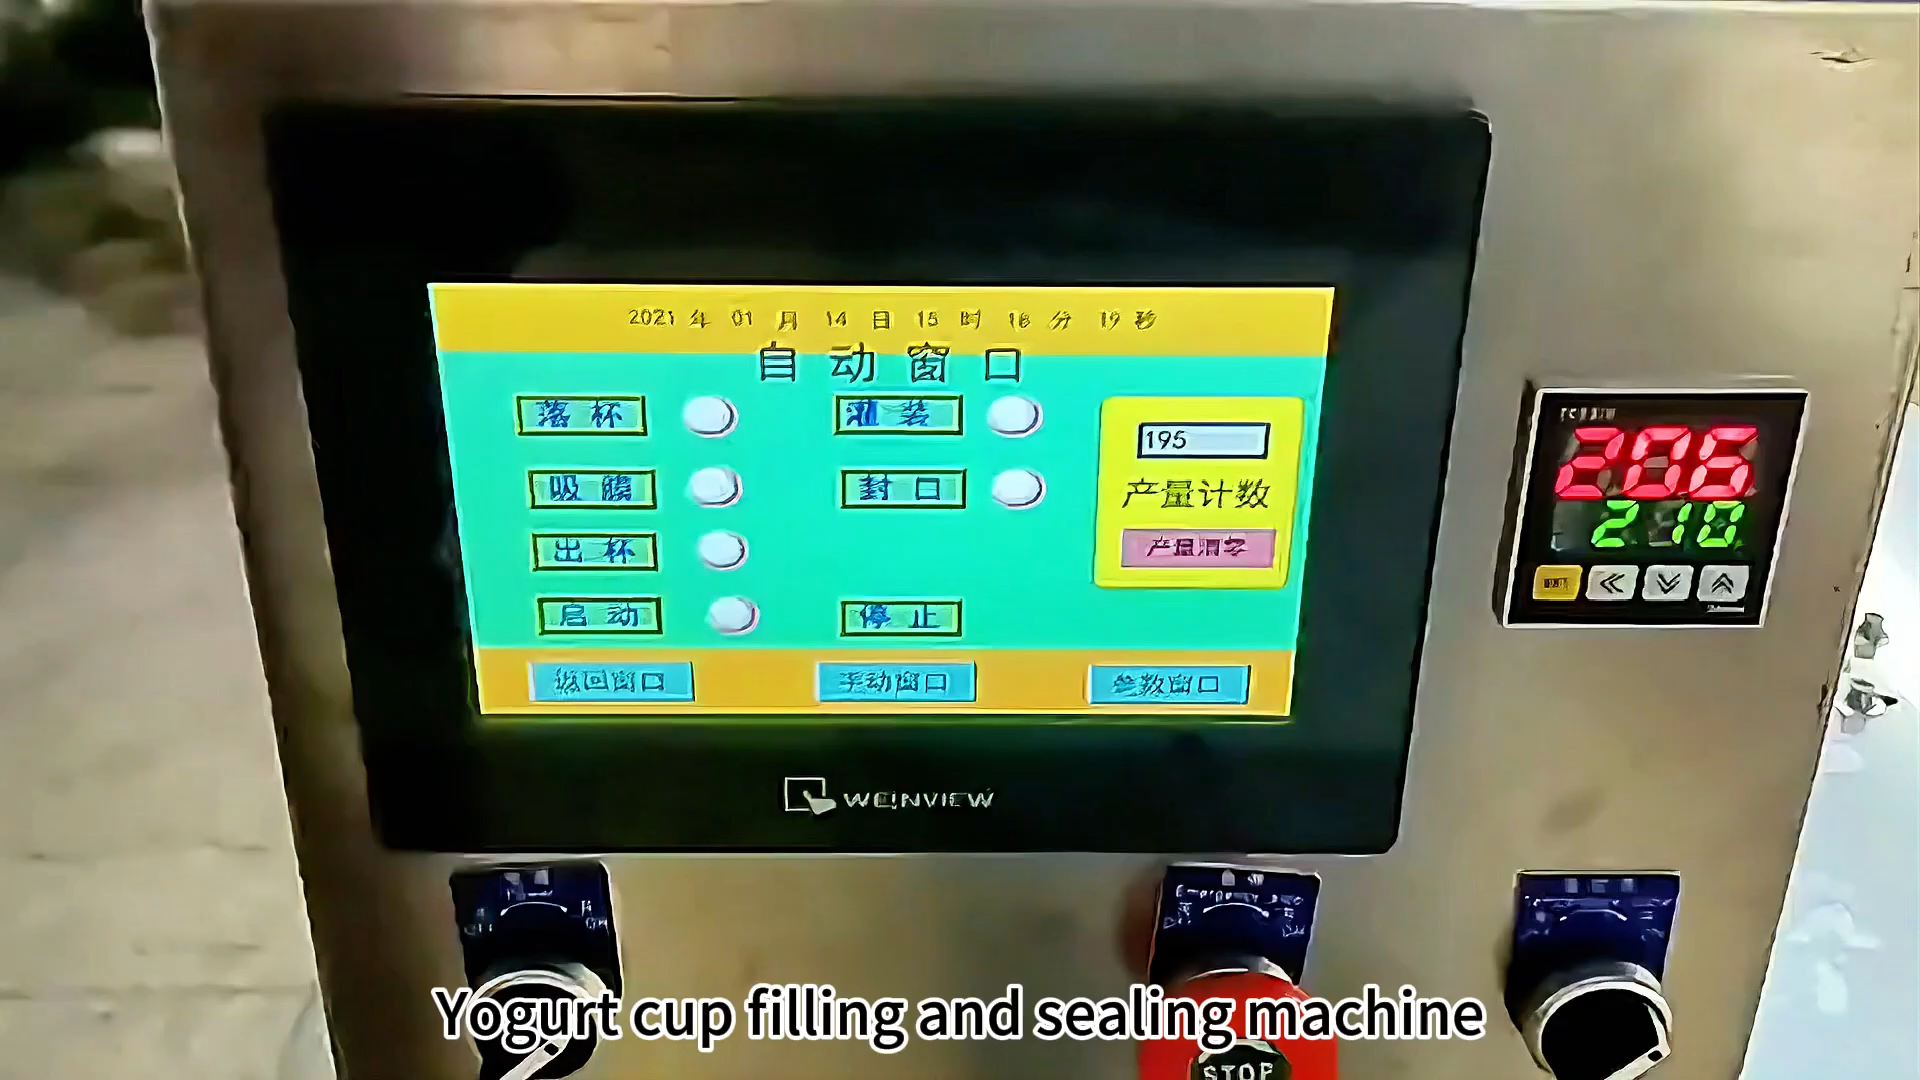 2021 年 01 月 14 日 15 时 16 分 19 秒
自动窗口
落杯
灌装
195
吸膜
封口
产量计数
出杯
产量清零
启动
停止
返回窗口
手动窗口
参数窗口
206
210
WEINVIEW
Emergency stop
Yogurt cup filling and sealing machine
STOP